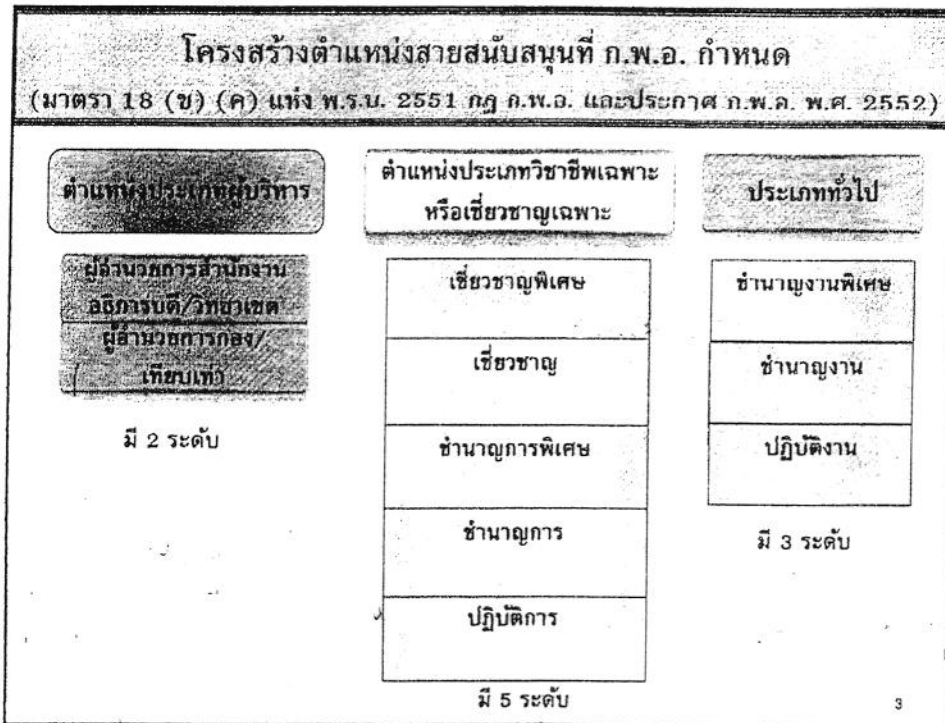 โครงสร้างตำแหน่งสายสนับสนุนที่ ก.พ.อ. กำหนด
(มาตรา 18 (ข) (ค) แห่ง พ.ร.บ. 2551 กฎ ก.พ.อ. และประกาศ ก.พ.อ. พ.ศ. 2552)
ตำแหน่งประเภทผู้บริหาร
ผู้อำนวยการสำนักงาน
อธิการบดี/วิทยาเขต
ผู้อำนวยการกอง/
เทียบเท่า
มี 2 ระดับ
ตำแหน่งประเภทวิชาชีพเฉพาะ
หรือเชี่ยวชาญเฉพาะ
เชี่ยวชาญพิเศษ
เชี่ยวชาญ
ชำนาญการพิเศษ
ชำนาญการ
ปฏิบัติการ
มี 5 ระดับ
ประเภททั่วไป
ชำนาญงานพิเศษ
ชำนาญงาน
ปฏิบัติงาน
มี 3 ระดับ
3